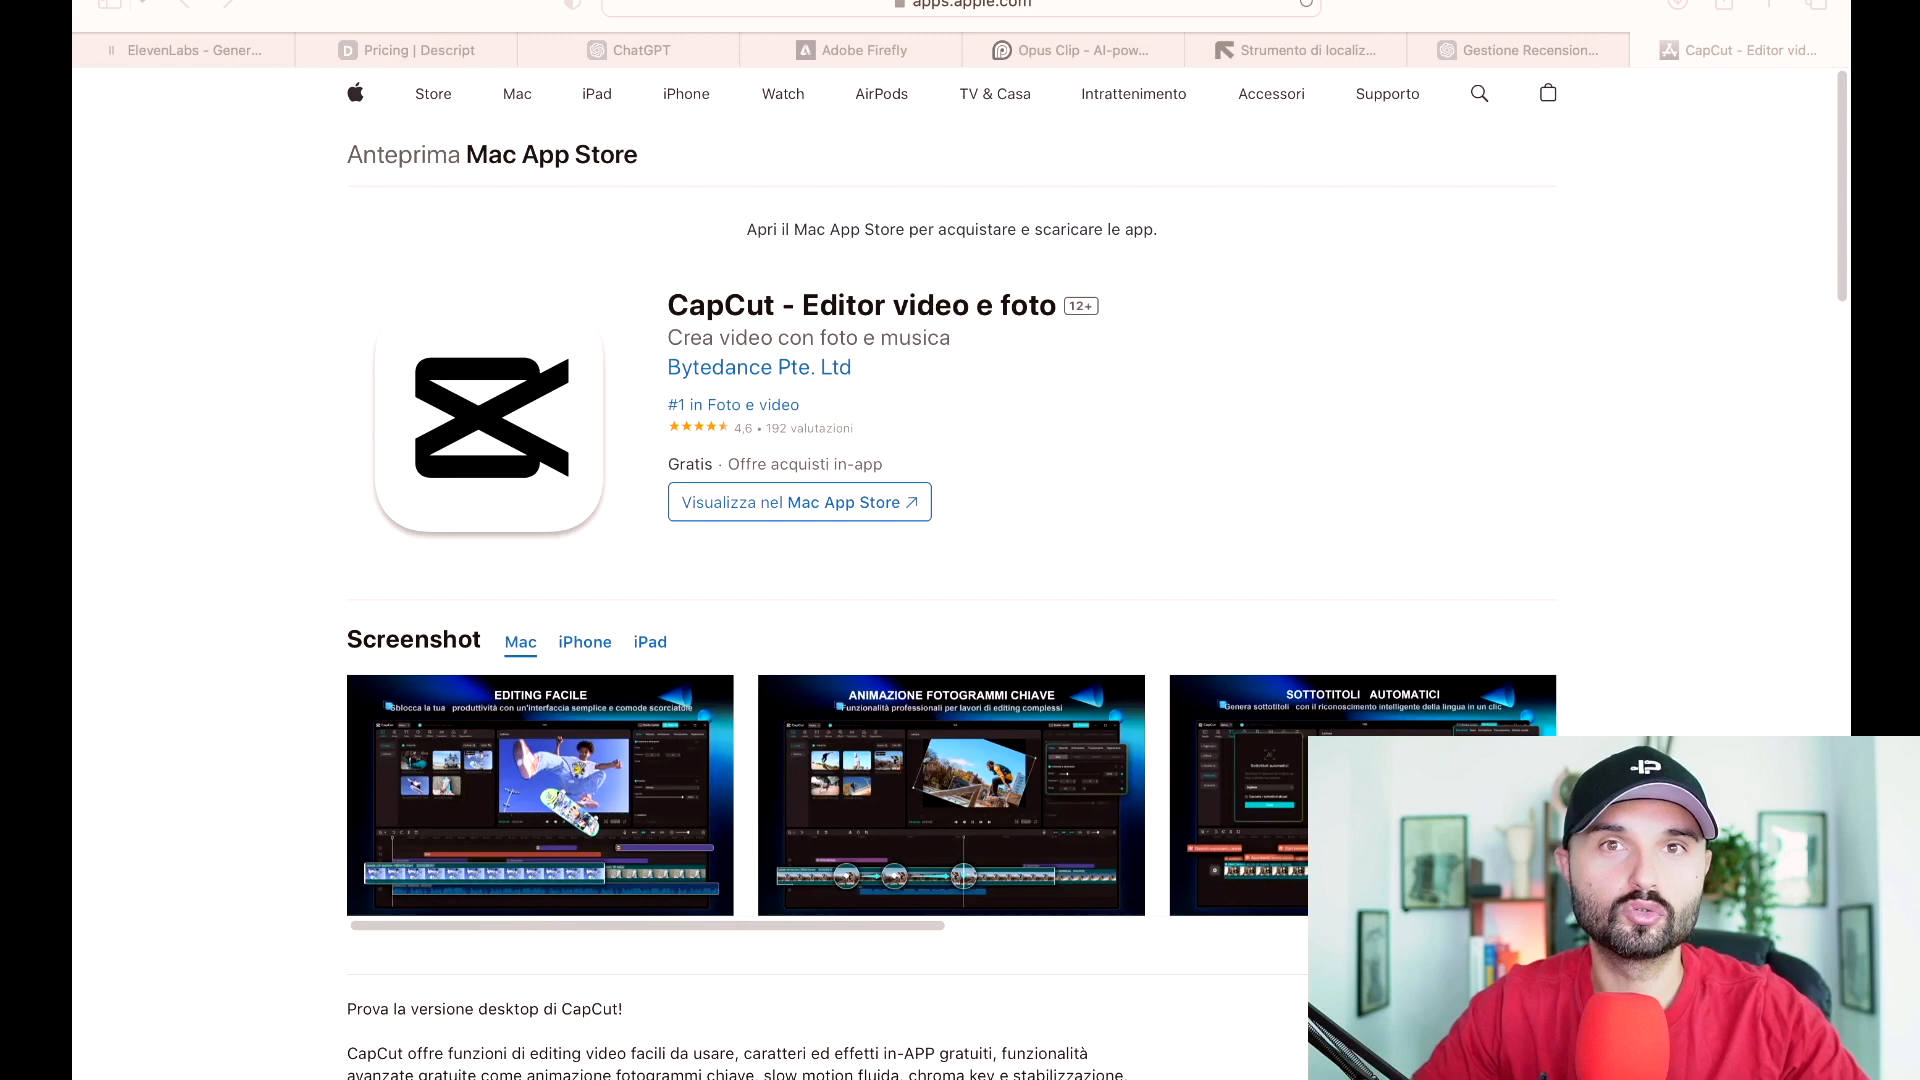 apps.apple.com
ElevenLabs - Gener...
Pricing | Descript
ChatGPT
Adobe Firefly
Opus Clip - AI-pow...
Strumento di localiz...
Gestione Recension...
CapCut - Editor vid...
Store
Mac
iPad
iPhone
Watch
AirPods
TV & Casa
Intrattenimento
Accessori
Supporto
Anteprima Mac App Store
Apri il Mac App Store per acquistare e scaricare le app.
CapCut - Editor video e foto 12+
Crea video con foto e musica
Bytedance Pte. Ltd
#1 in Foto e video
4,6 • 192 valutazioni
Gratis · Offre acquisti in-app
Visualizza nel Mac App Store
Screenshot
Mac
iPhone
iPad
EDITING FACILE
Sblocca la tua produttività con un'interfaccia semplice e comode scorciatoie
ANIMAZIONE FOTOGRAMMI CHIAVE
Funzionalità professionali per lavori di editing complessi
SOTTOTITOLI AUTOMATICI
Genera sottotitoli con il riconoscimento intelligente della lingua in un clic
Prova la versione desktop di CapCut!
CapCut offre funzioni di editing video facili da usare, caratteri ed effetti in-APP gratuiti, funzionalità
avanzate gratuite come animazione fotogrammi chiave, slow motion fluida, chroma key e stabilizzazione,